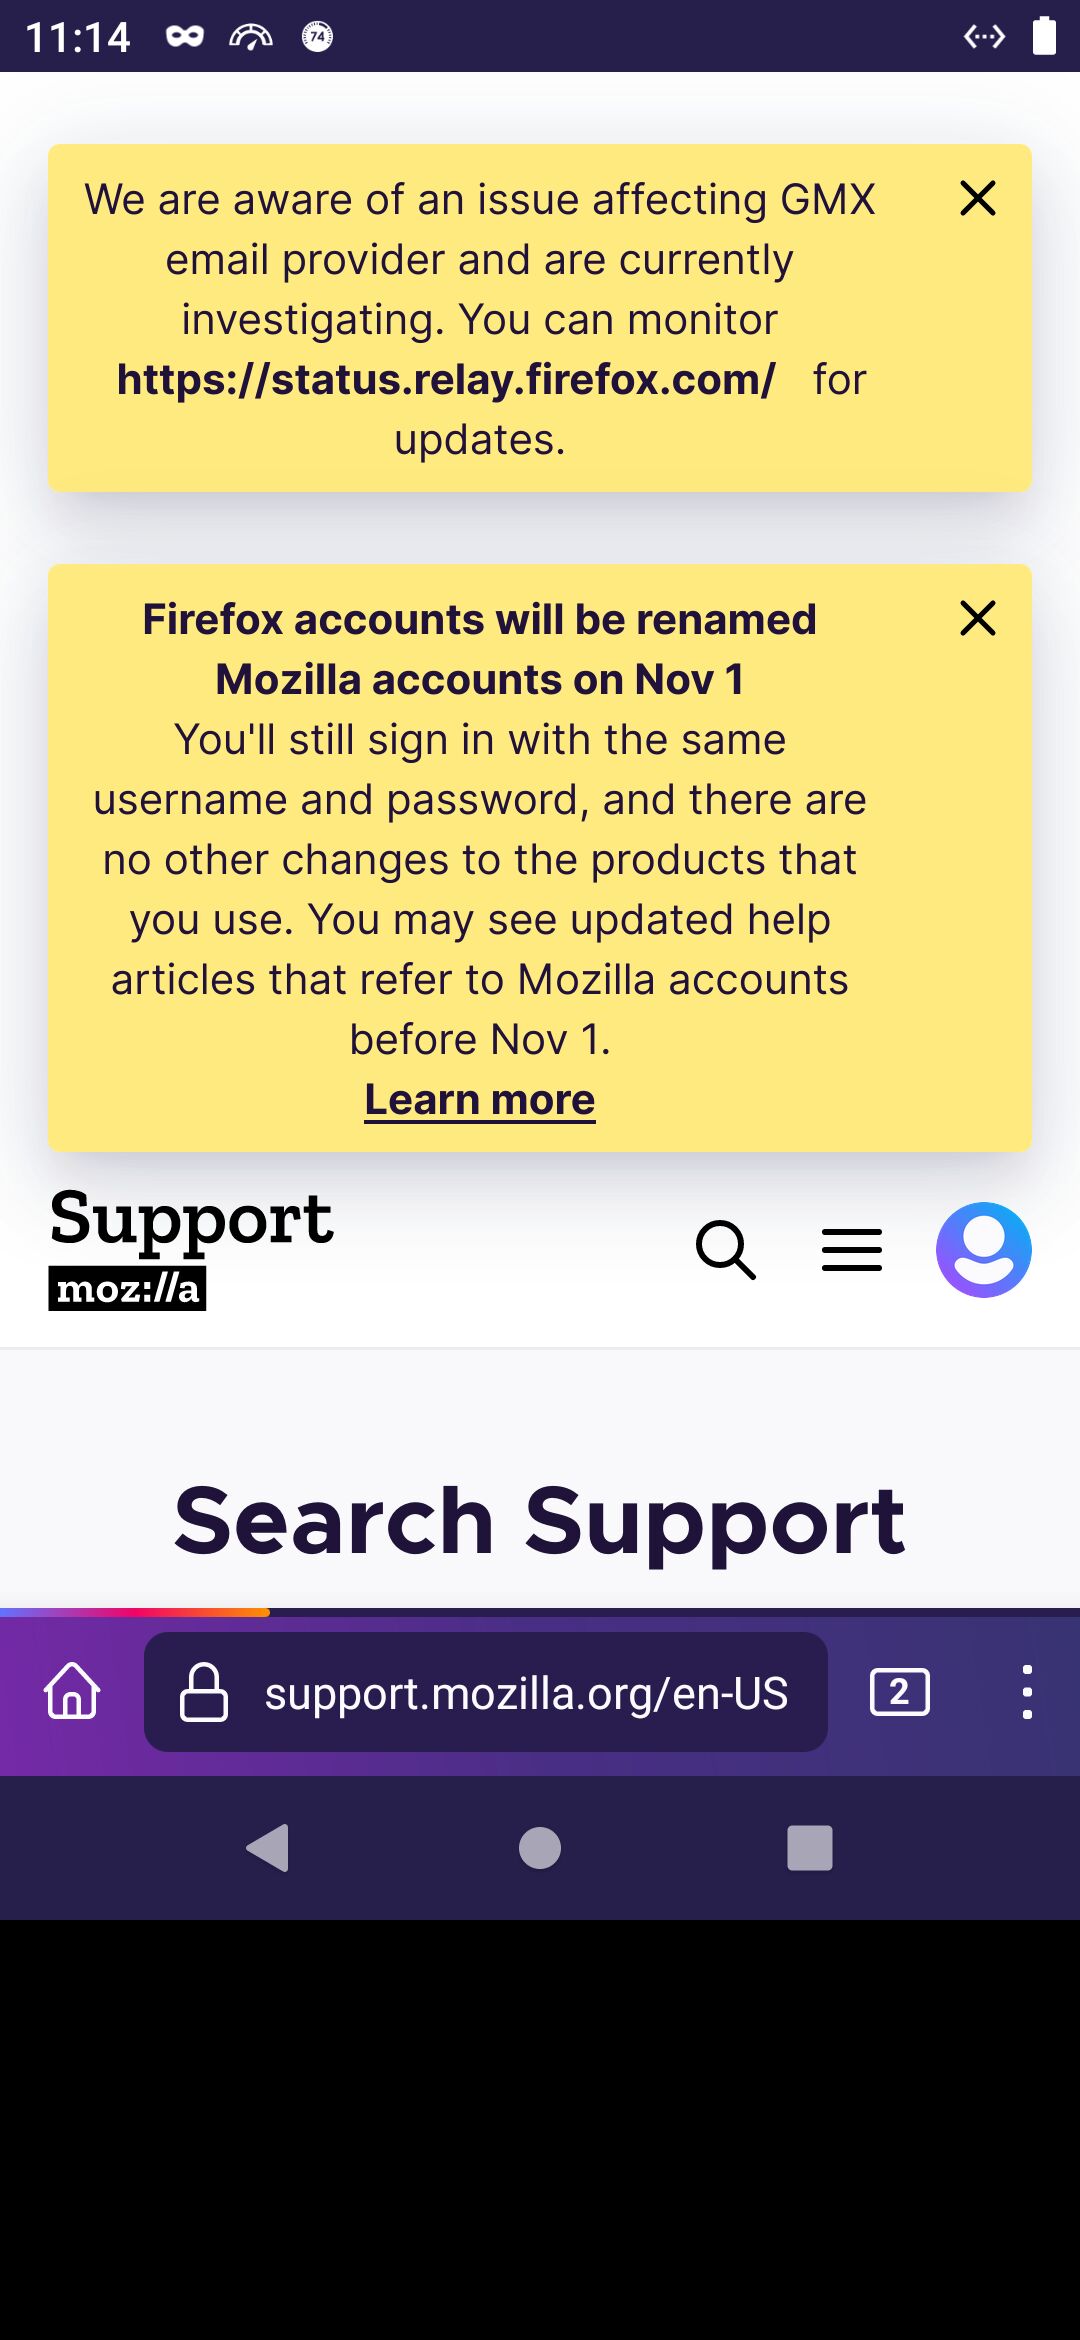 11:14
74
We are aware of an issue affecting GMX
email provider and are currently
investigating. You can monitor
https://status.relay.firefox.com/ for
updates.
Firefox accounts will be renamed
Mozilla accounts on Nov 1
You'll still sign in with the same
username and password, and there are
no other changes to the products that
you use. You may see updated help
articles that refer to Mozilla accounts
before Nov 1.
Learn more
Support
moz://a
Search Support
support.mozilla.org/en-US
2